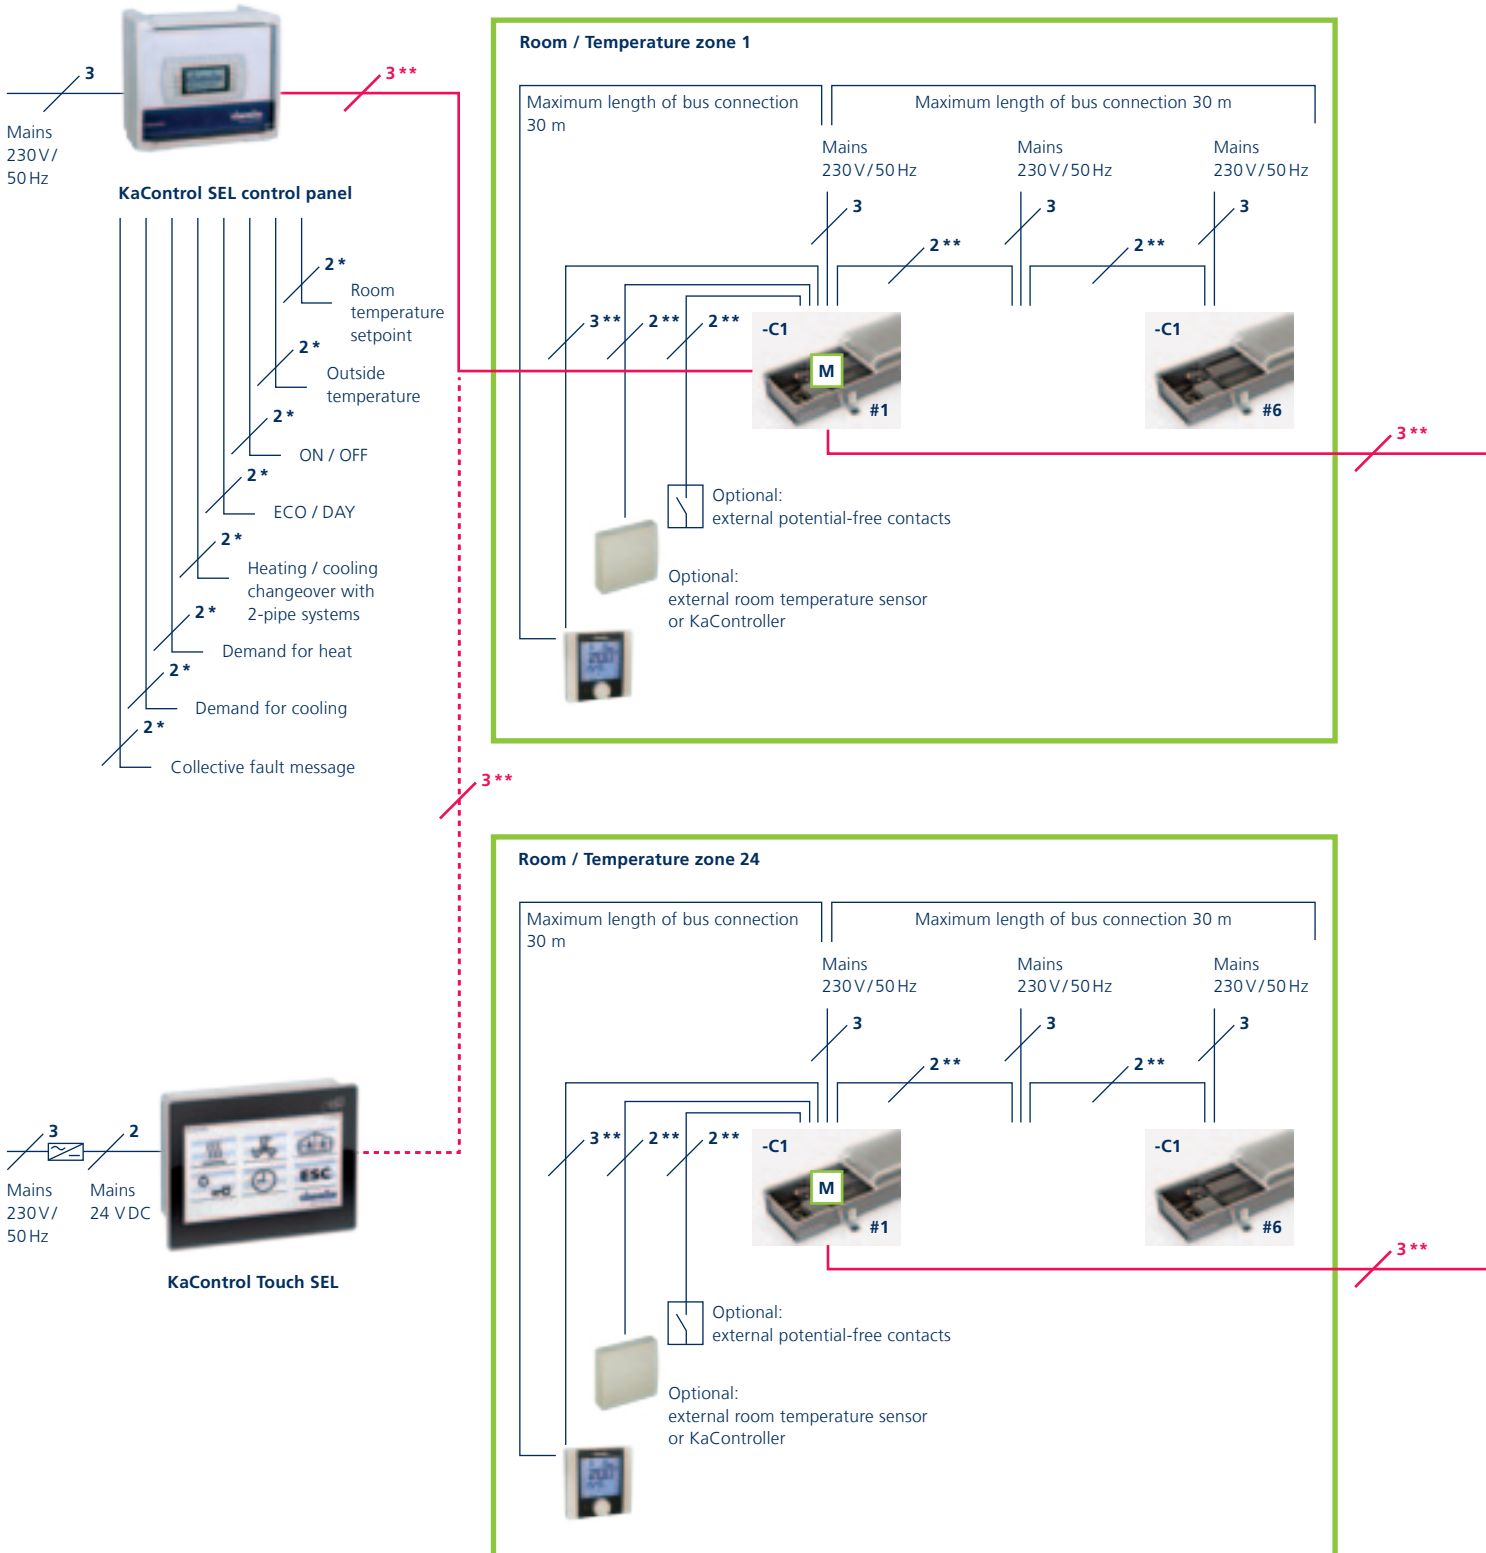 3
3**
Mains
230 V/
50 Hz
KaControl SEL control panel
2*
Room
temperature
setpoint
2*
Outside
temperature
2*
ON / OFF
2*
ECO / DAY
2*
Heating / cooling
changeover with
2-pipe systems
2*
Demand for heat
2*
Demand for cooling
2*
Collective fault message
3**
Room / Temperature zone 1
Maximum length of bus connection
30 m
Maximum length of bus connection 30 m
Mains
230 V/50 Hz
Mains
230 V/50 Hz
Mains
230 V/50 Hz
3
3
3
2**
2**
3**
2**
2**
-C1
M
#1
-C1
#6
3**
Optional:
external potential-free contacts
Optional:
external room temperature sensor
or KaController
Room / Temperature zone 24
Maximum length of bus connection
30 m
Maximum length of bus connection 30 m
Mains
230 V/50 Hz
Mains
230 V/50 Hz
Mains
230 V/50 Hz
3
3
3
2**
2**
3**
2**
2**
-C1
M
#1
-C1
#6
3**
Optional:
external potential-free contacts
Optional:
external room temperature sensor
or KaController
3
2
Mains
230 V/
50 Hz
Mains
24 V DC
ESC
KaControl Touch SEL